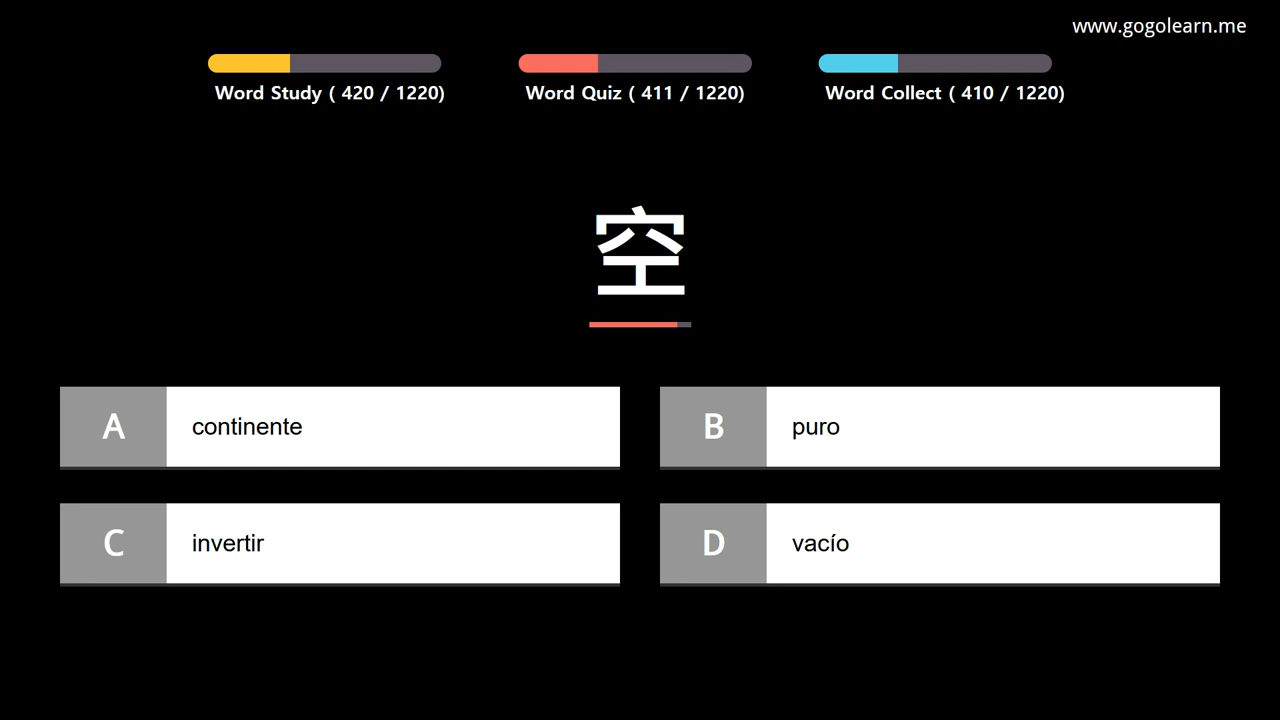 www.gogolearn.me
Word Study ( 420 / 1220)
Word Quiz ( 411 / 1220)
Word Collect ( 410 / 1220)
空
A continente
B puro
C invertir
D vacío